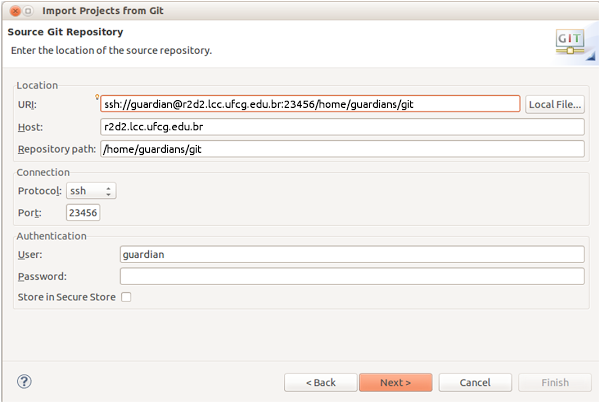 Import Projects from Git
Source Git Repository
Enter the location of the source repository.
GIT
Location
URI: ssh://guardian@r2d2.lcc.ufcg.edu.br:23456/home/guardians/git Local File...
Host: r2d2.lcc.ufcg.edu.br
Repository path: /home/guardians/git
Connection
Protocol: ssh
Port: 23456
Authentication
User: guardian
Password:
Store in Secure Store
? < Back Next > Cancel Finish